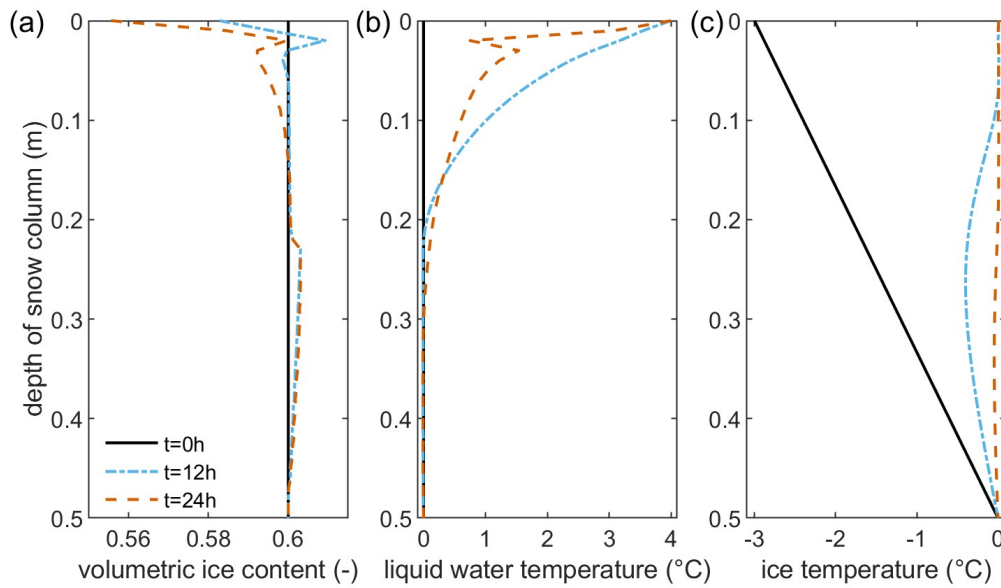 (a)
(b)
(c)
0
0.1
0.2
0.3
0.4
0.5
depth of snow column (m)
t=0h
t=12h
t=24h
0.56 0.58 0.6
volumetric ice content (-)
0
0.1
0.2
0.3
0.4
0.5
0 1 2 3 4
liquid water temperature (°C)
0
0.1
0.2
0.3
0.4
0.5
-3 -2 -1 0
ice temperature (°C)